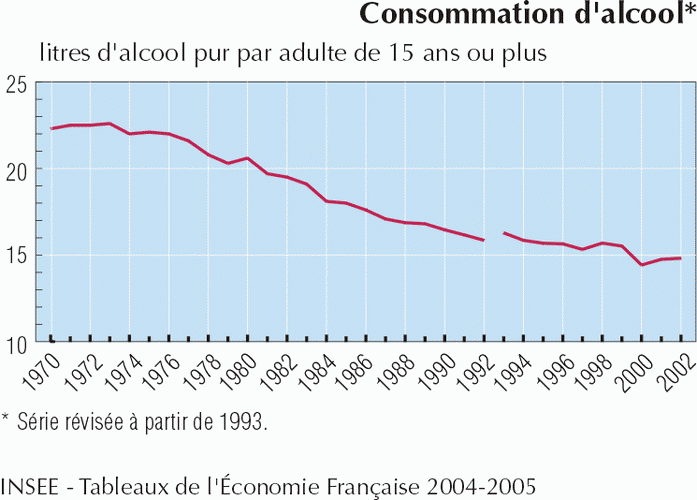 Consommation d'alcool*
litres d'alcool pur par adulte de 15 ans ou plus
25
20
15
10
1970 1972 1974 1976 1978 1980 1982 1984 1986 1988 1990 1992 1994 1996 1998 2000 2002
* Série révisée à partir de 1993.
INSEE - Tableaux de l'Économie Française 2004-2005